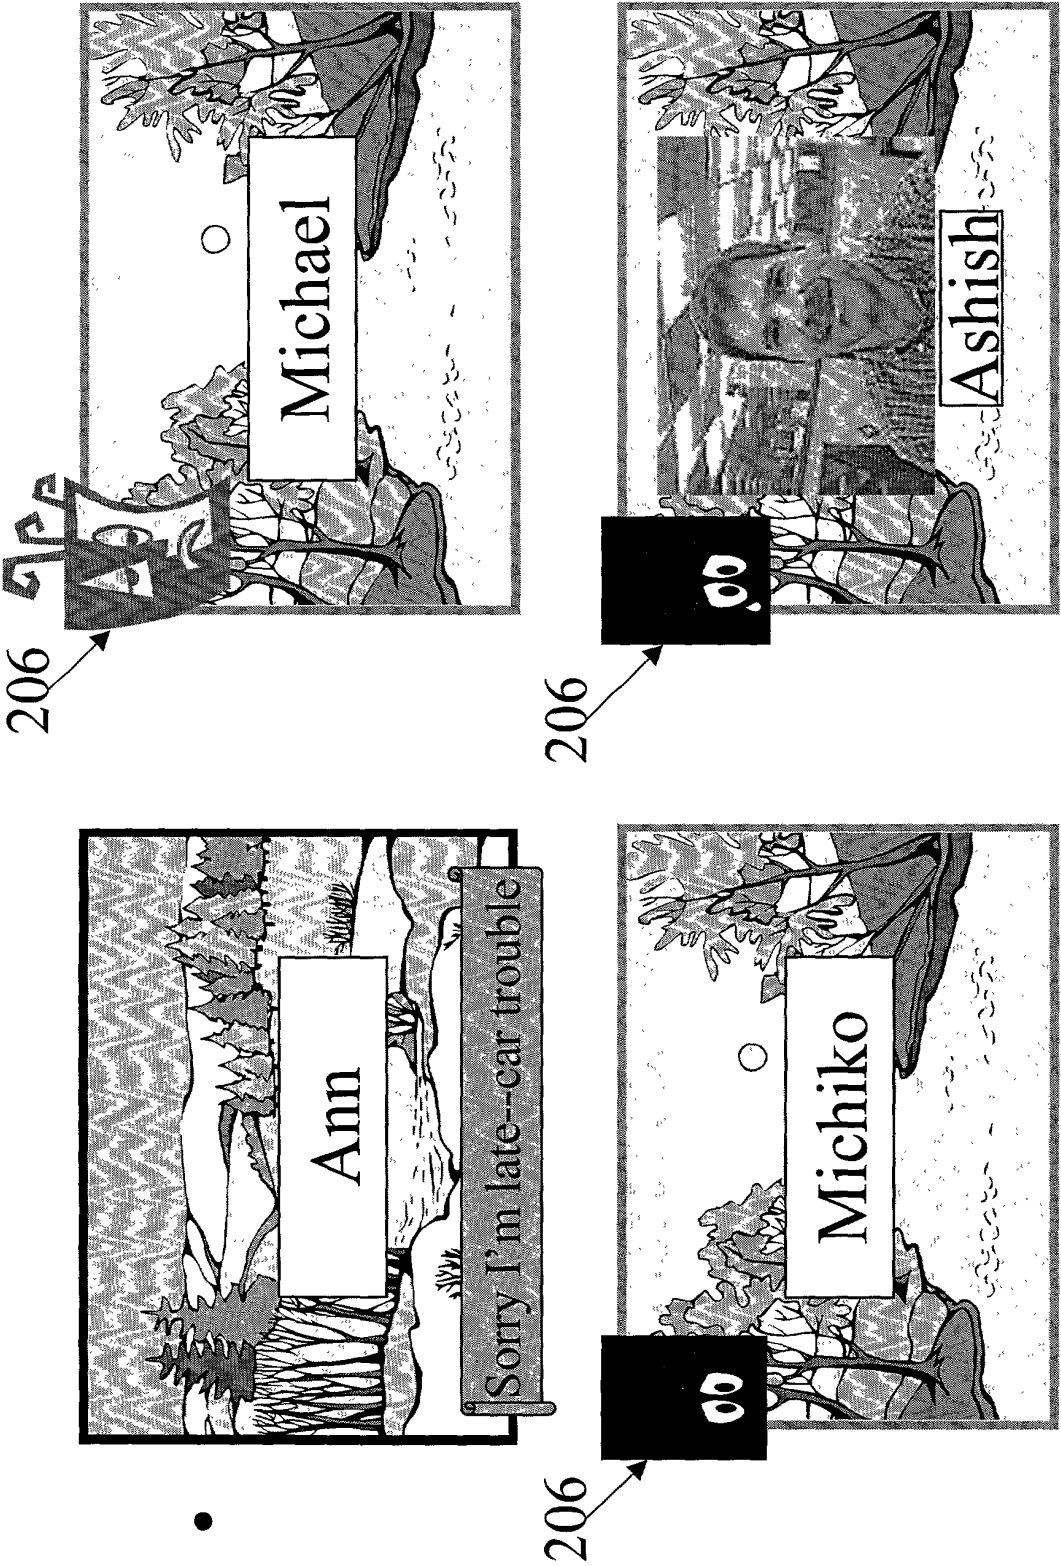 206
Ann
Michael
Sorry I'm late--car trouble
206
206
Michiko
Ashish